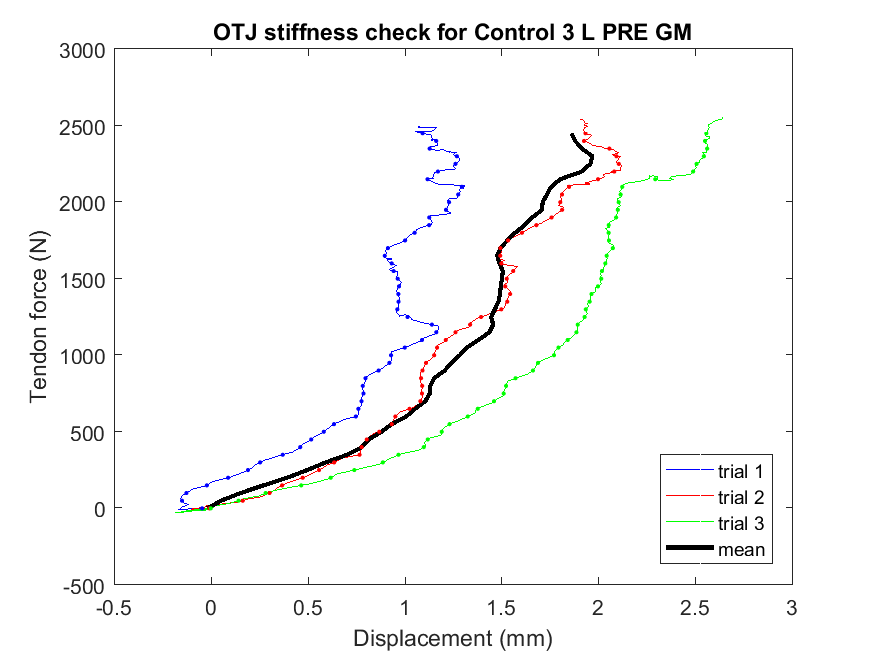 OTJ stiffness check for Control 3 L PRE GM
3000
2500
2000
1500
1000
500
0
-500
Tendon force (N)
trial 1
trial 2
trial 3
mean
-0.5 0 0.5 1 1.5 2 2.5 3
Displacement (mm)